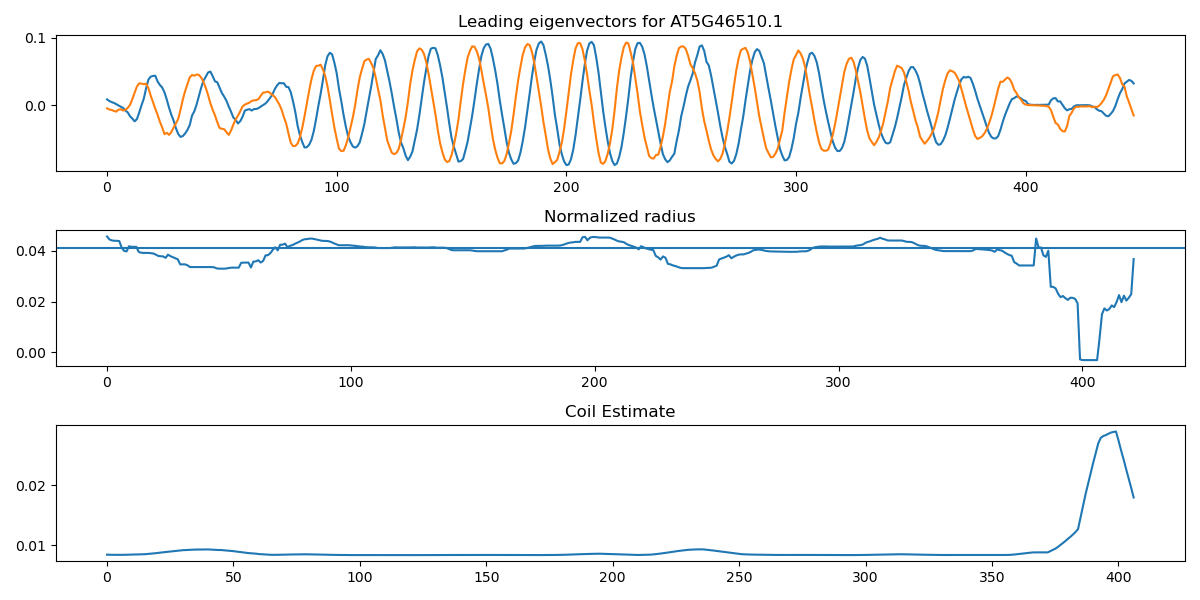 Leading eigenvectors for AT5G46510.1
0.1
0.0
0 100 200 300 400
Normalized radius
0.04
0.02
0.00
0 100 200 300 400
Coil Estimate
0.02
0.01
0 50 100 150 200 250 300 350 400